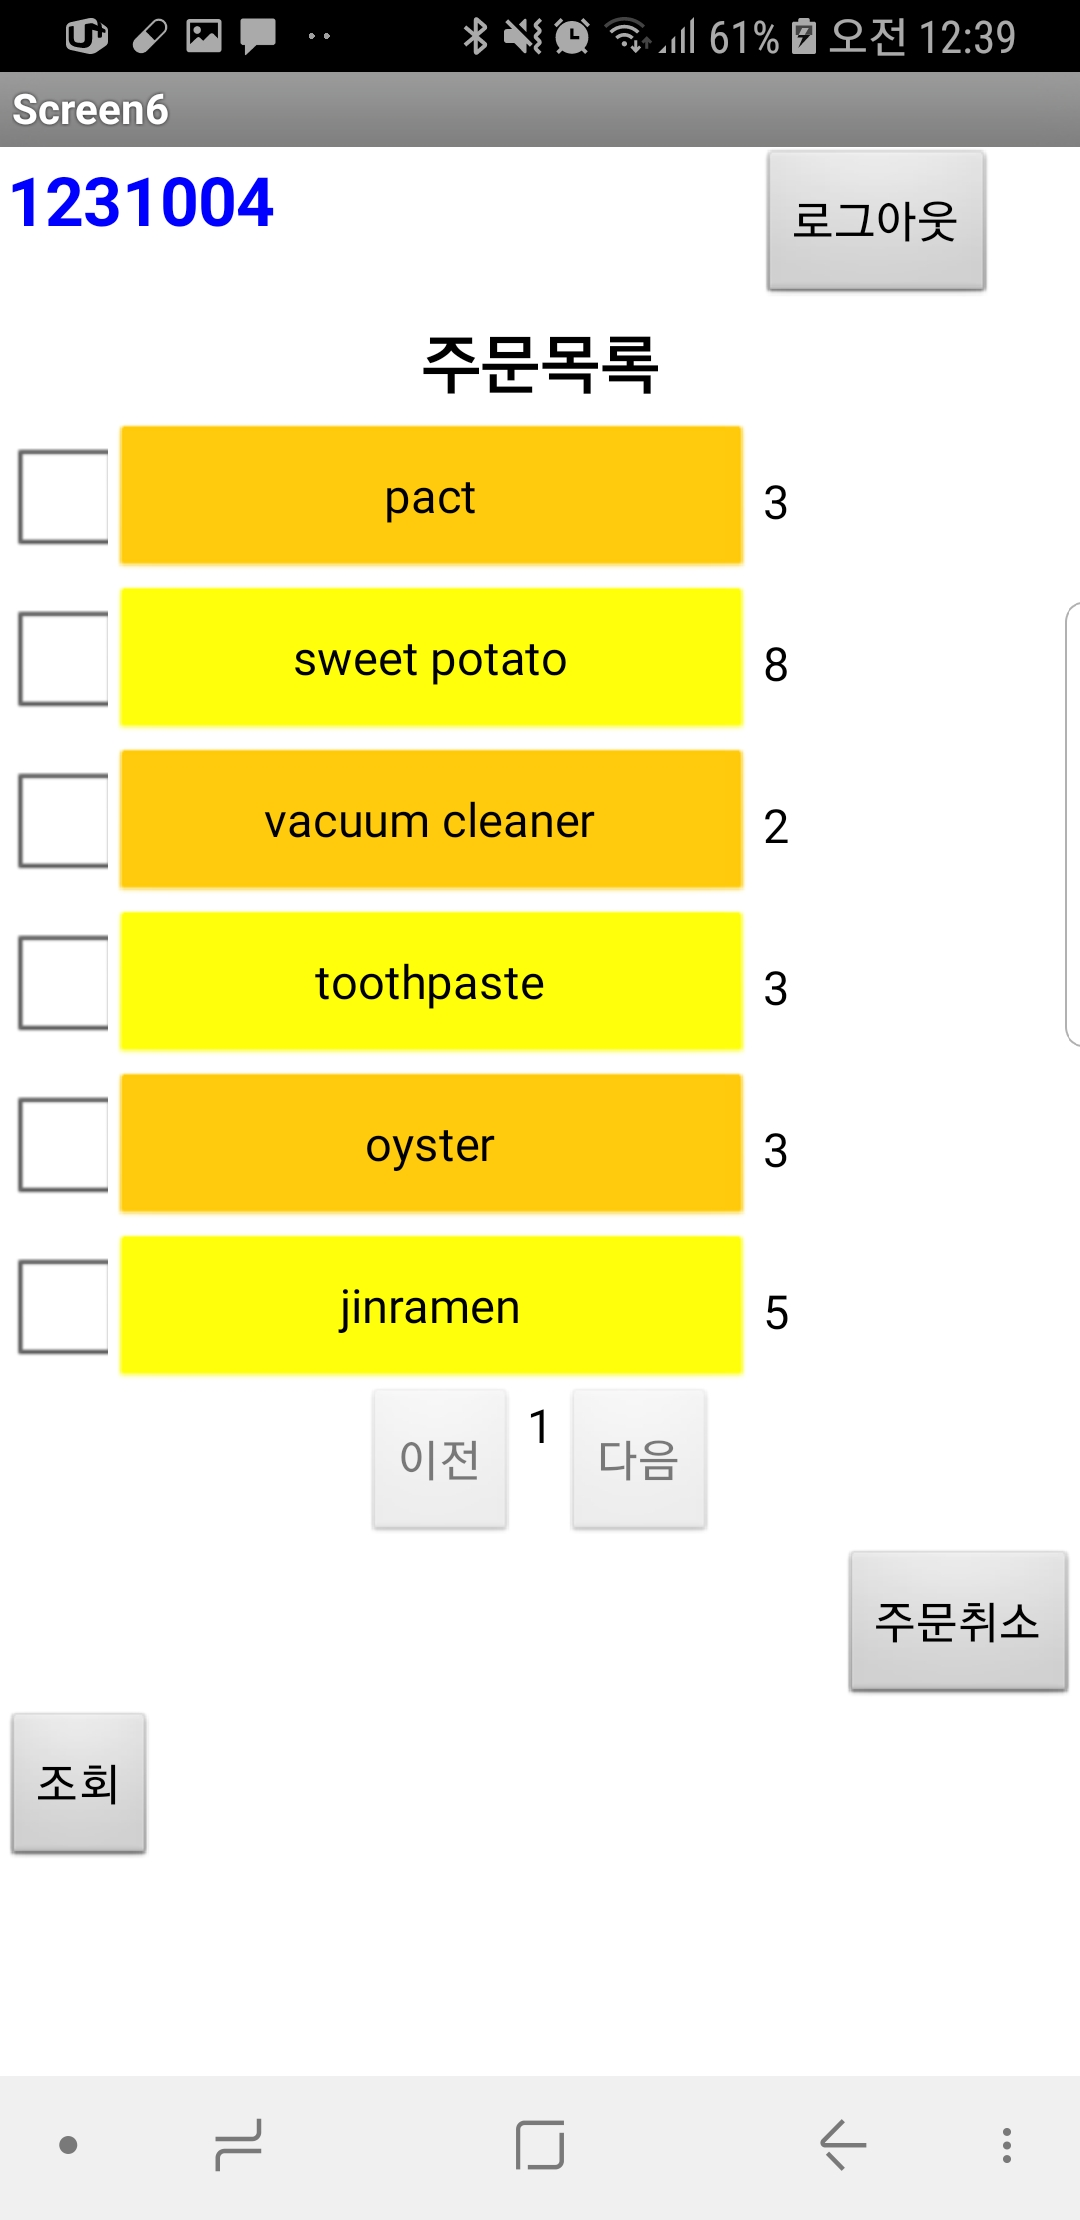 61% 오전 12:39
Screen6
1231004
로그아웃
주문목록
pact 3
sweet potato 8
vacuum cleaner 2
toothpaste 3
oyster 3
jinramen 5
이전 1 다음
주문취소
조회